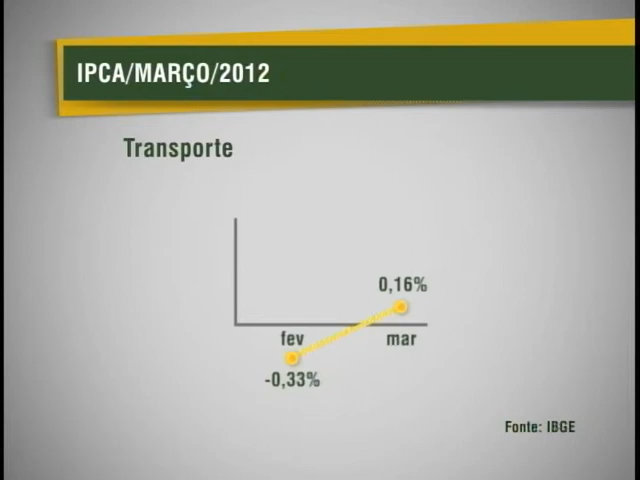 IPCA/MARÇO/2012
Transporte
0,16%
fev
mar
-0,33%
Fonte: IBGE